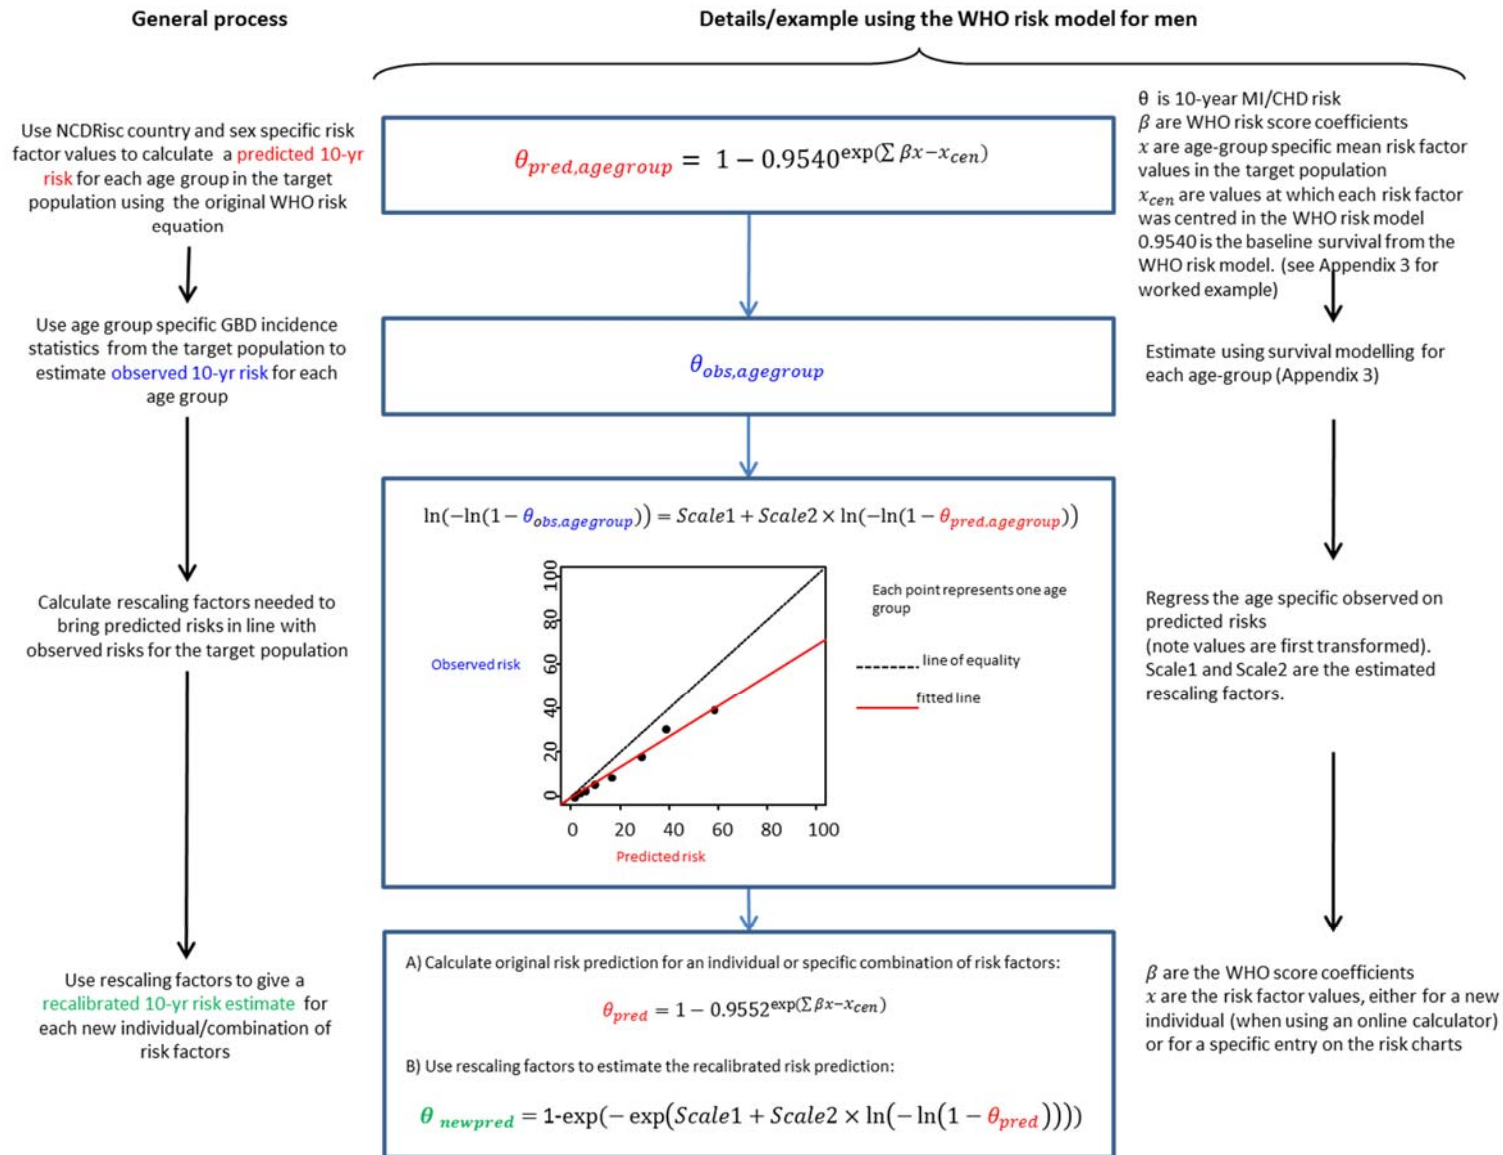 General process
Details/example using the WHO risk model for men
Use NCDRisc country and sex specific risk
factor values to calculate a predicted 10-yr
risk for each age group in the target
population using the original WHO risk
equation
θpred,agegroup = 1 − 0.9540^exp(∑ βx−xcen)
θ is 10-year MI/CHD risk
β are WHO risk score coefficients
x are age-group specific mean risk factor
values in the target population
xcen are values at which each risk factor
was centred in the WHO risk model
0.9540 is the baseline survival from the
WHO risk model. (see Appendix 3 for
worked example)
Use age group specific GBD incidence
statistics from the target population to
estimate observed 10-yr risk for each
age group
θobs,agegroup
Estimate using survival modelling for
each age-group (Appendix 3)
Calculate rescaling factors needed to
bring predicted risks in line with
observed risks for the target population
ln(−ln(1− θobs,agegroup)) = Scale1 + Scale2 × ln(−ln(1 − θpred,agegroup))
100
80
60
40
20
0
Observed risk
0 20 40 60 80 100
Predicted risk
Each point represents one age
group
line of equality
fitted line
Regress the age specific observed on
predicted risks
(note values are first transformed).
Scale1 and Scale2 are the estimated
rescaling factors.
Use rescaling factors to give a
recalibrated 10-yr risk estimate for
each new individual/combination of
risk factors
A) Calculate original risk prediction for an individual or specific combination of risk factors:
θpred = 1 − 0.9552^exp(∑ βx−xcen)
B) Use rescaling factors to estimate the recalibrated risk prediction:
θ newpred = 1-exp(− exp(Scale1 + Scale2 × ln(−ln(1 − θpred))))
β are the WHO score coefficients
x are the risk factor values, either for a new
individual (when using an online calculator)
or for a specific entry on the risk charts